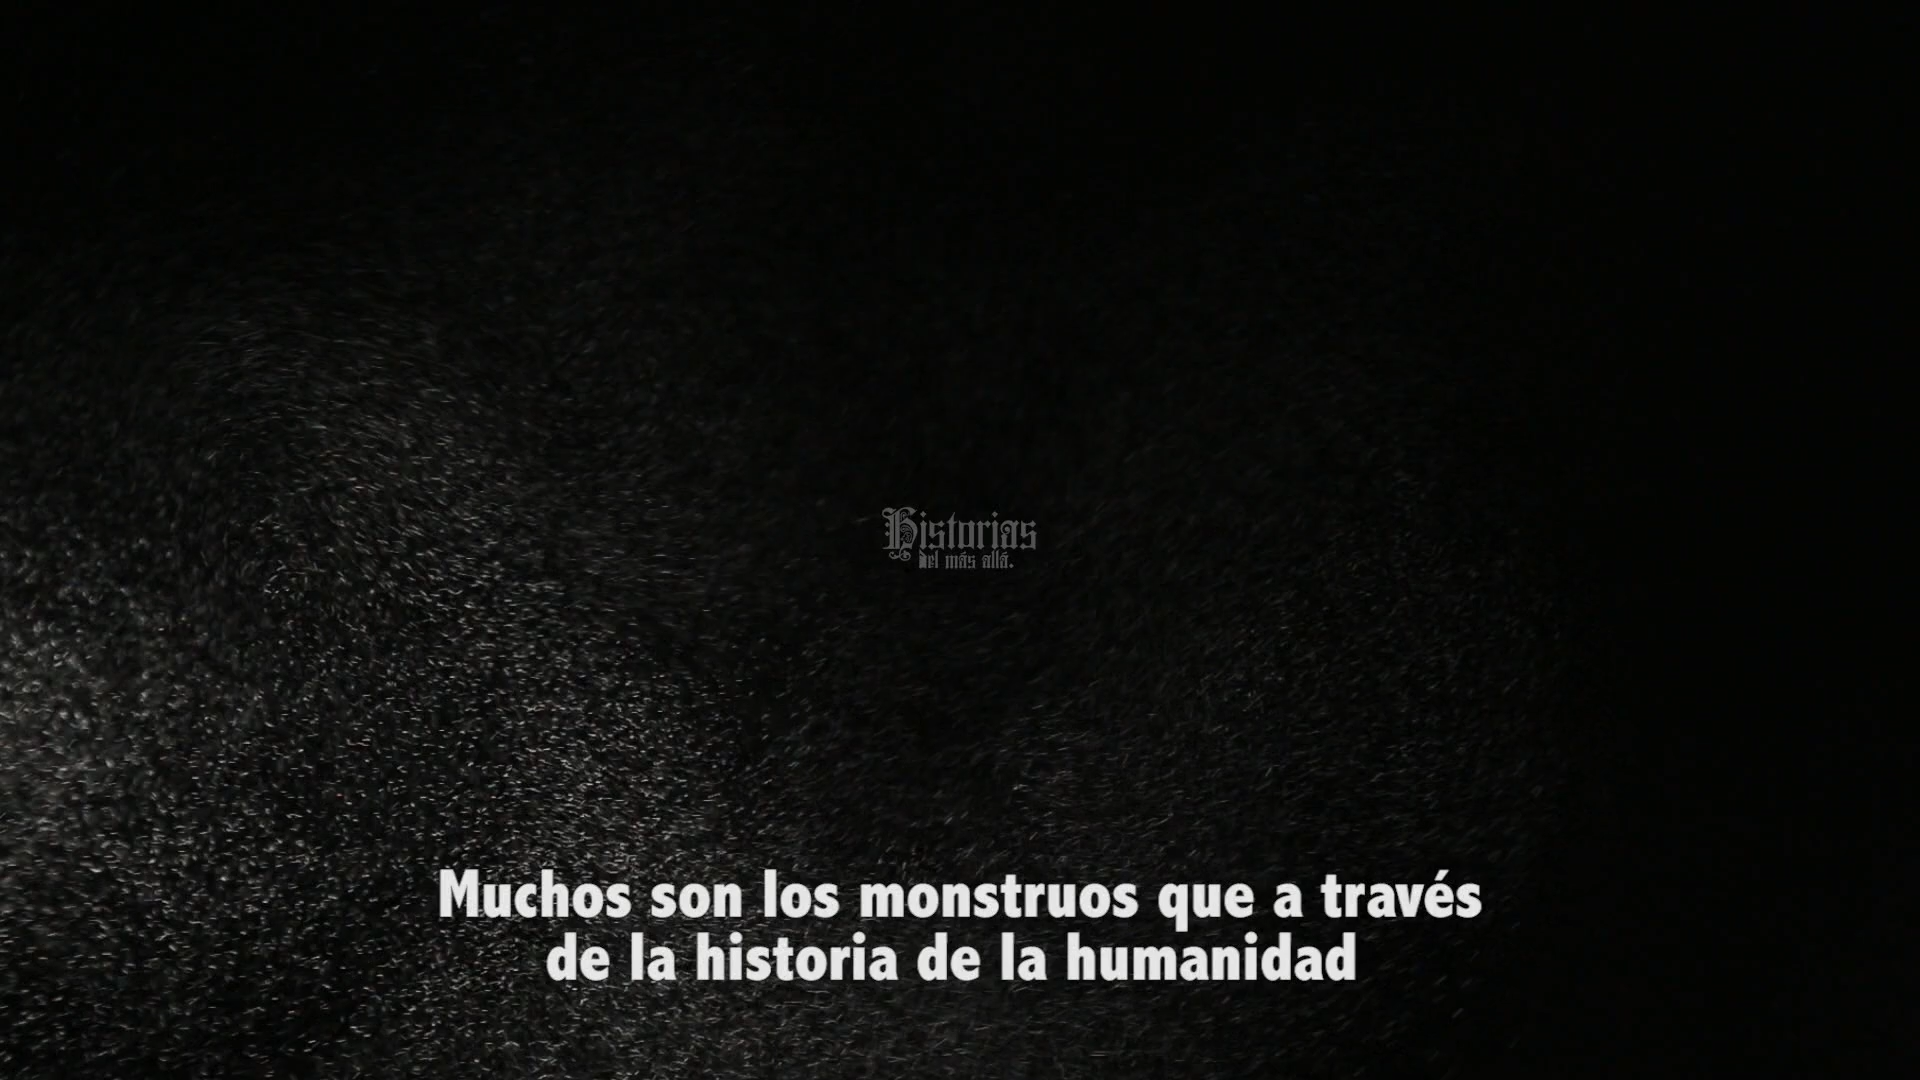 Historias
del más allá.
Muchos son los monstruos que a través
de la historia de la humanidad